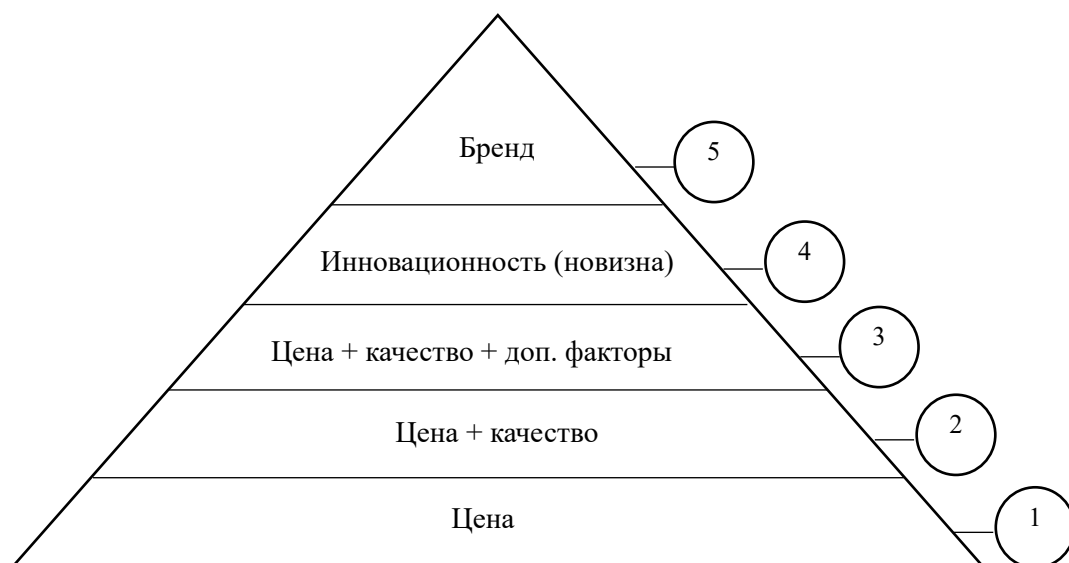 Бренд
5
Инновационность (новизна)
4
Цена + качество + доп. факторы
3
Цена + качество
2
Цена
1